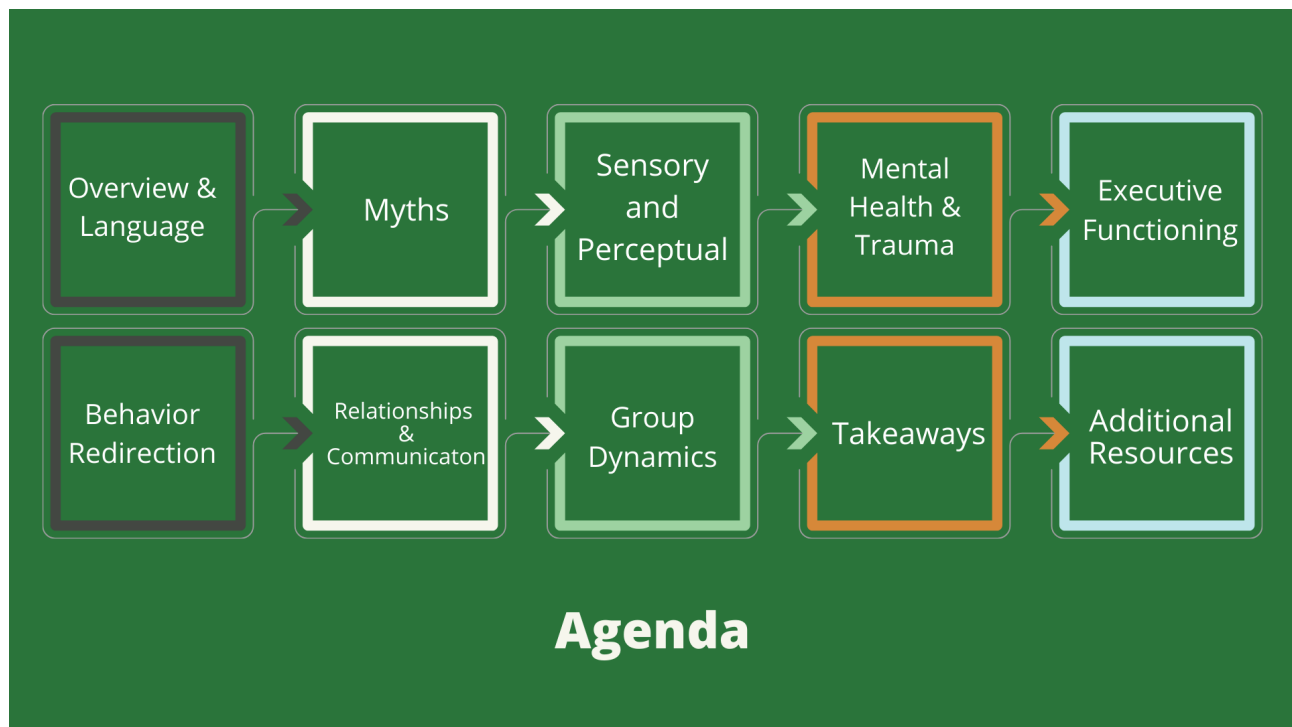 Overview &
Language
Myths
Sensory
and
Perceptual
Mental
Health &
Trauma
Executive
Functioning
Behavior
Redirection
Relationships
&
Communicaton
Group
Dynamics
Takeaways
Additional
Resources
Agenda